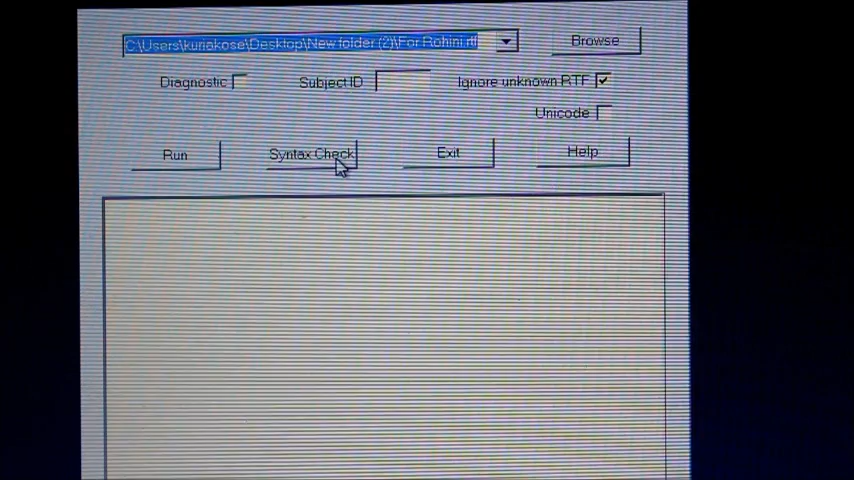 C:\Users\kuriakose\Desktop\New folder (2)\For Rohini.rtf
Browse
Diagnostic
Subject ID
Ignore unknown RTF
Unicode
Run
Syntax Check
Exit
Help